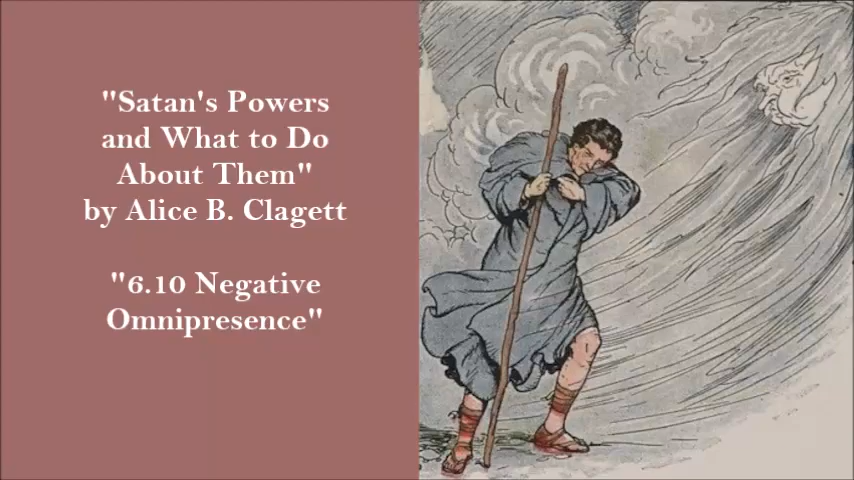 "Satan's Powers
and What to Do
About Them"
by Alice B. Clagett
"6.10 Negative
Omnipresence"